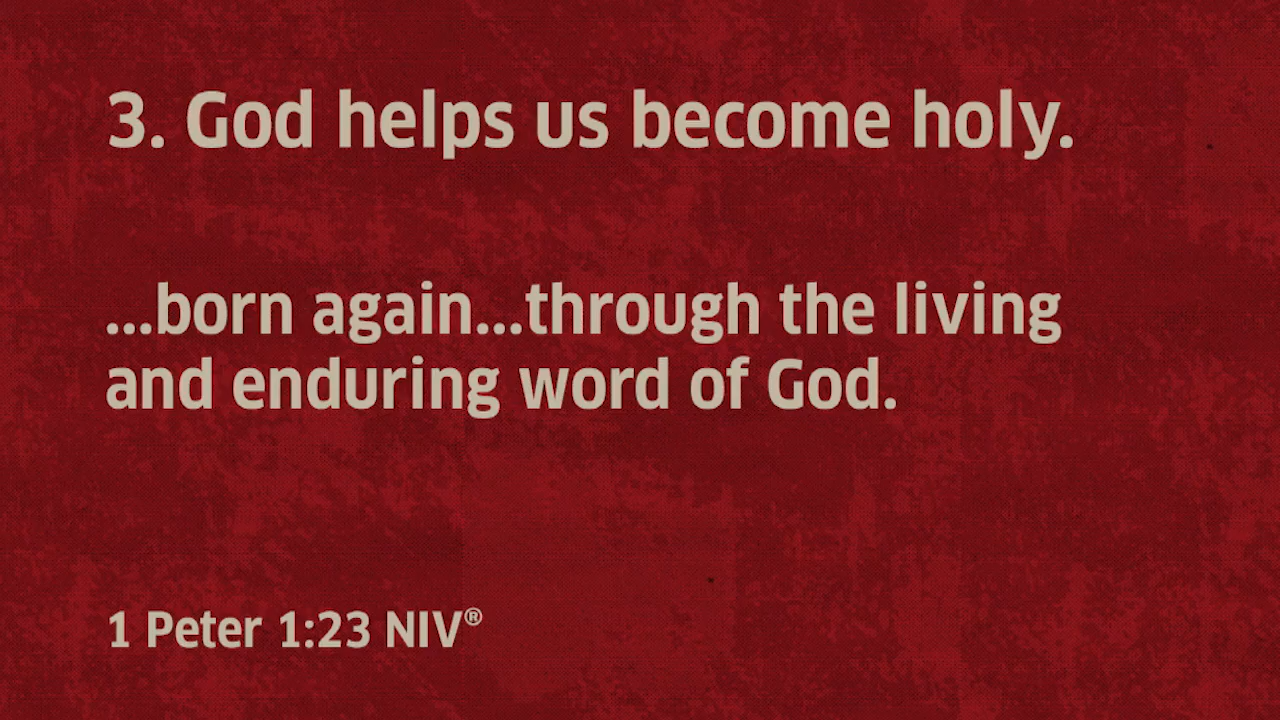 3. God helps us become holy.
...born again...through the living
and enduring word of God.
1 Peter 1:23 NIV®